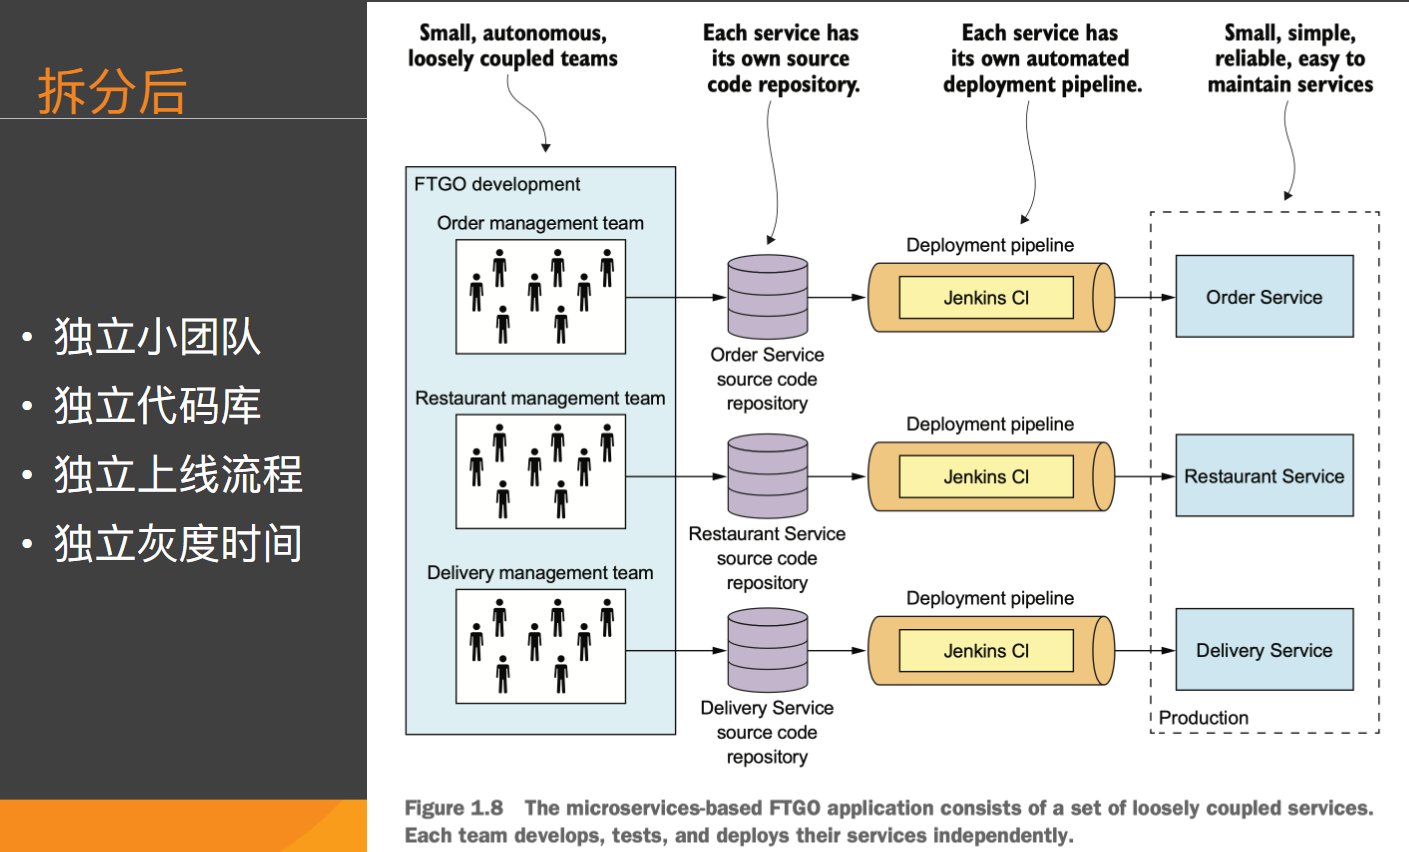 拆分后
• 独立小团队
• 独立代码库
• 独立上线流程
• 独立灰度时间
Small, autonomous,
loosely coupled teams
Each service has
its own source
code repository.
Each service has
its own automated
deployment pipeline.
Small, simple,
reliable, easy to
maintain services
FTGO development
Order management team
Deployment pipeline
Jenkins CI
Order Service
Order Service
source code
repository
Restaurant management team
Deployment pipeline
Jenkins CI
Restaurant Service
Restaurant Service
source code
repository
Delivery management team
Deployment pipeline
Jenkins CI
Delivery Service
Delivery Service
source code
repository
Production
Figure 1.8 The microservices-based FTGO application consists of a set of loosely coupled services.
Each team develops, tests, and deploys their services independently.